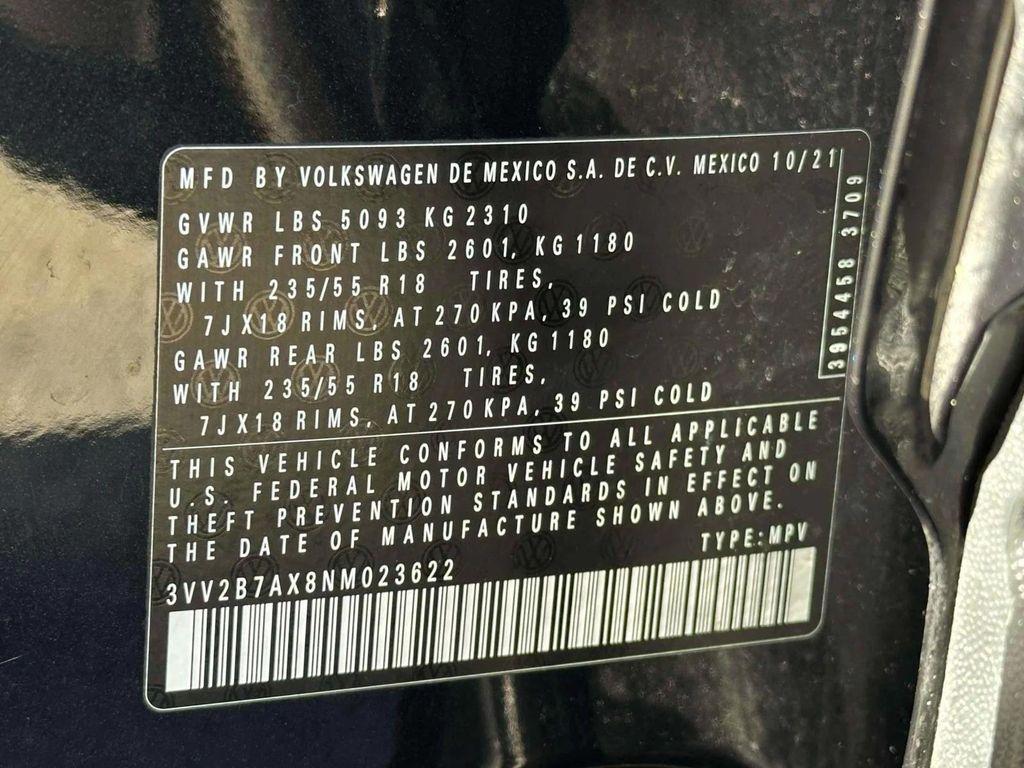 MFD BY VOLKSWAGEN DE MEXICO S.A. DE C.V. MEXICO 10/21
GVWR LBS 5093 KG 2310
GAWR FRONT LBS 2601, KG 1180
WITH 235/55 R18 TIRES,
7JX18 RIMS, AT 270 KPA, 39 PSI COLD
GAWR REAR LBS 2601, KG 1180
WITH 235/55 R18 TIRES,
7JX18 RIMS, AT 270 KPA, 39 PSI COLD
3954458 3709
THIS VEHICLE CONFORMS TO ALL APPLICABLE
U.S. FEDERAL MOTOR VEHICLE SAFETY AND
THEFT PREVENTION STANDARDS IN EFFECT ON
THE DATE OF MANUFACTURE SHOWN ABOVE.
TYPE:MPV
3VV2B7AX8NM023622